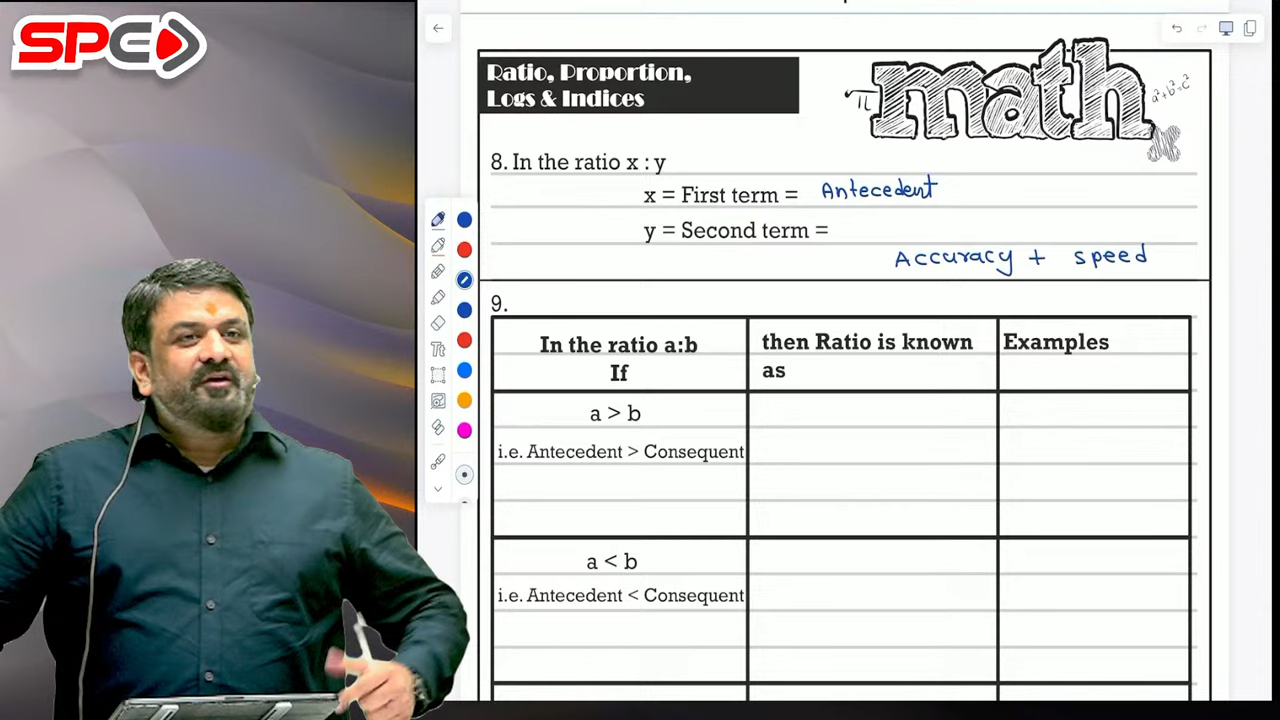 SPE
Ratio, Proportion,
Logs & Indices
π
math
a²+b²=c²
x
8. In the ratio x : y
x = First term = Antecedent
y = Second term =
Accuracy + speed
9.
In the ratio a:b
If
then Ratio is known
as
Examples
a > b
i.e. Antecedent > Consequent
a < b
i.e. Antecedent < Consequent
Tt